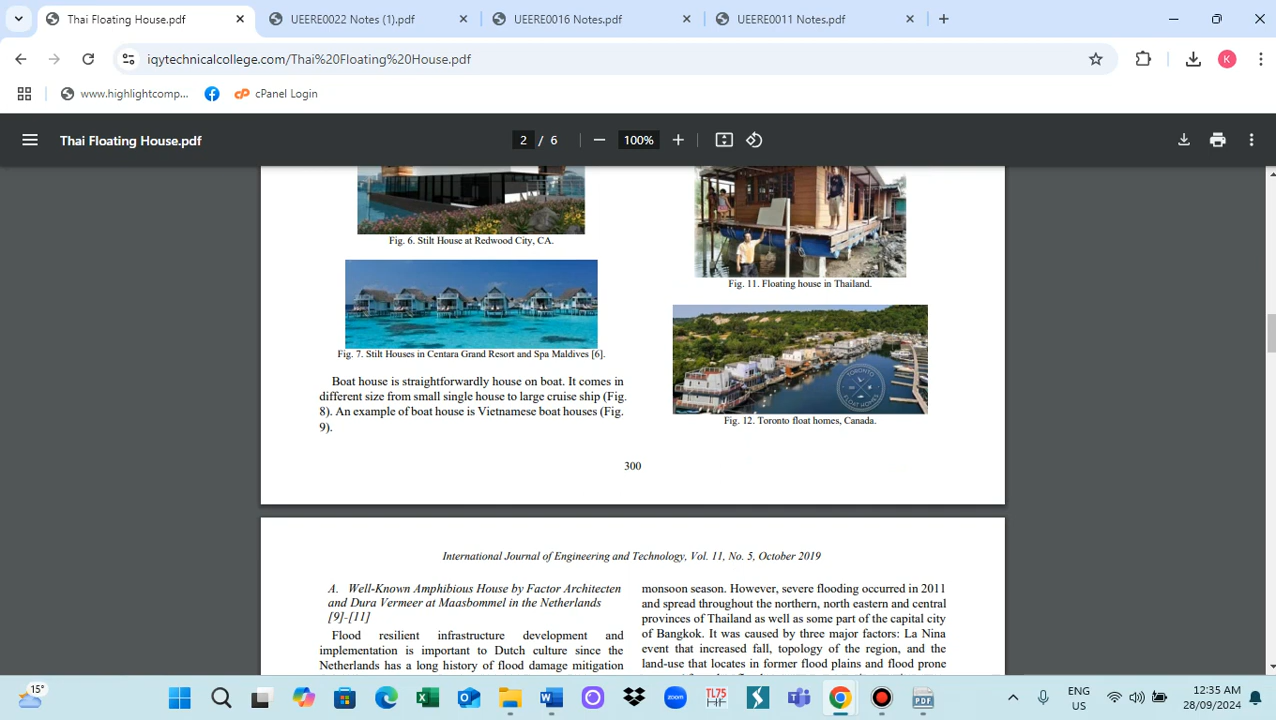 Thai Floating House.pdf
UEERE0022 Notes (1).pdf
UEERE0016 Notes.pdf
UEERE0011 Notes.pdf
iqytechnicalcollege.com/Thai%20Floating%20House.pdf
K
www.highlightcomp...
cPanel Login
Thai Floating House.pdf
2 / 6
100%
Fig. 6. Stilt House at Redwood City, CA.
Fig. 7. Stilt Houses in Centara Grand Resort and Spa Maldives [6].
Boat house is straightforwardly house on boat. It comes in
different size from small single house to large cruise ship (Fig.
8). An example of boat house is Vietnamese boat houses (Fig.
9).
Fig. 11. Floating house in Thailand.
TORONTO
FLOAT HOMES
Fig. 12. Toronto float homes, Canada.
300
International Journal of Engineering and Technology, Vol. 11, No. 5, October 2019
A. Well-Known Amphibious House by Factor Architecten
and Dura Vermeer at Maasbommel in the Netherlands
[9]-[11]
Flood resilient infrastructure development and
implementation is important to Dutch culture since the
Netherlands has a long history of flood damage mitigation
monsoon season. However, severe flooding occurred in 2011
and spread throughout the northern, north eastern and central
provinces of Thailand as well as some part of the capital city
of Bangkok. It was caused by three major factors: La Nina
event that increased fall, topology of the region, and the
land-use that locates in former flood plains and flood prone
15°
zoom
TL75
HIF
PDF
ENG
US
12:35 AM
28/09/2024